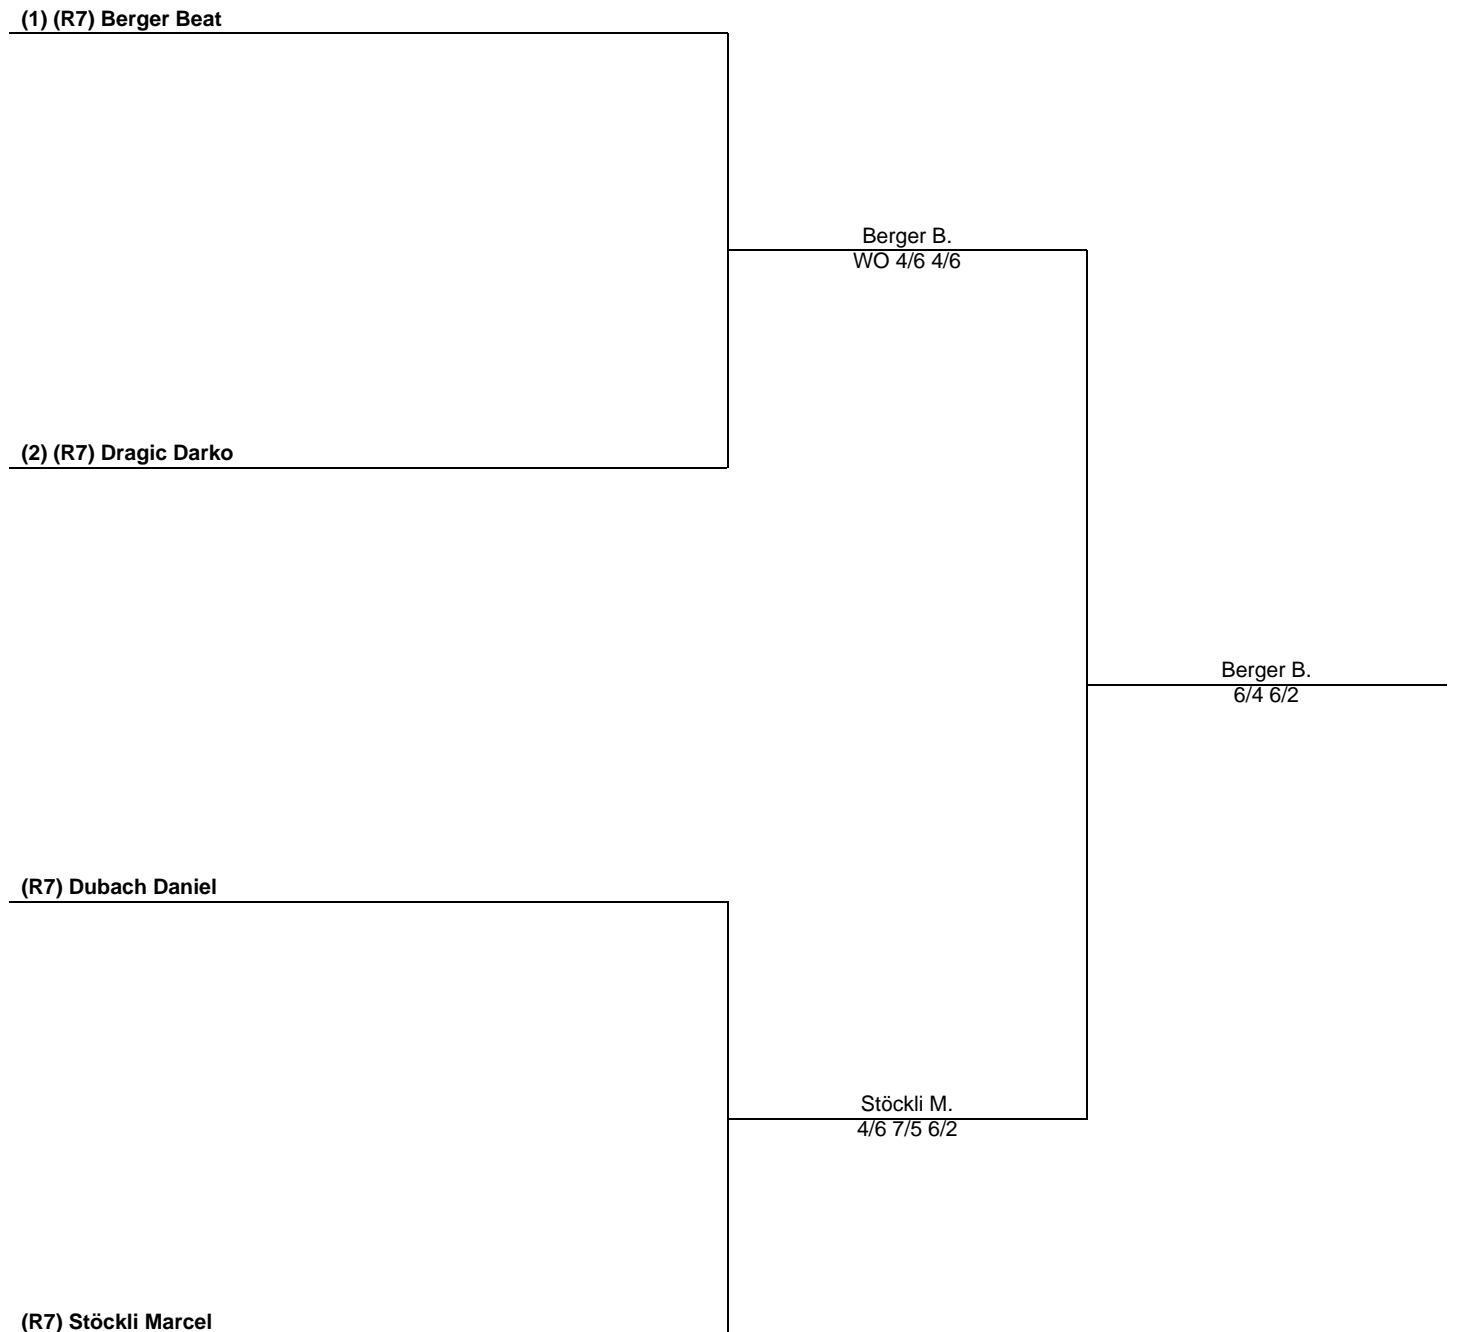 (1) (R7) Berger Beat
Berger B.
WO 4/6 4/6
(2) (R7) Dragic Darko
Berger B.
6/4 6/2
(R7) Dubach Daniel
Stöckli M.
4/6 7/5 6/2
(R7) Stöckli Marcel